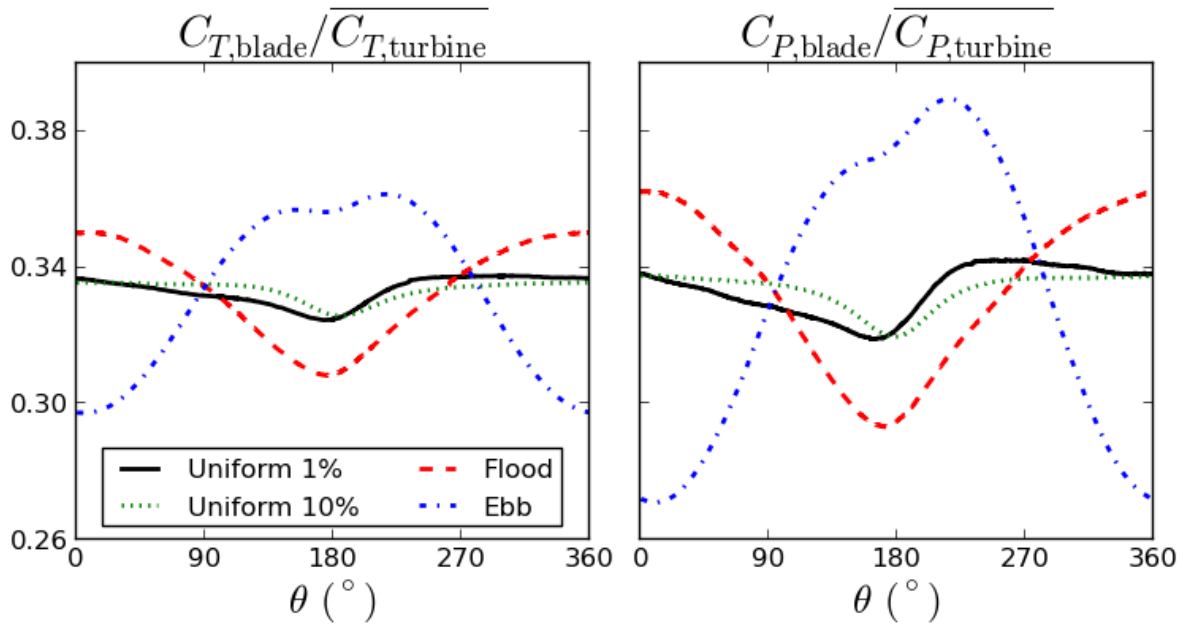 C_{T,blade}/\overline{C_{T,turbine}}
C_{P,blade}/\overline{C_{P,turbine}}
0.38
0.34
0.30
0.26
Uniform 1%
Uniform 10%
Flood
Ebb
0 90 180 270 360
0 90 180 270 360
θ (°)
θ (°)